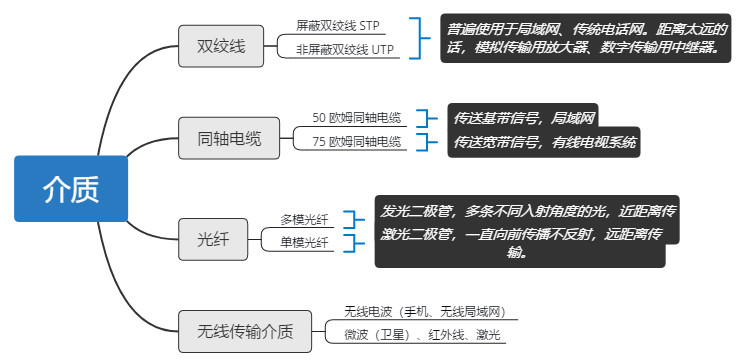 介质
双绞线
屏蔽双绞线 STP
非屏蔽双绞线 UTP
普遍使用于局域网、传统电话网。距离太远的
话，模拟传输用放大器、数字传输用中继器。
同轴电缆
50 欧姆同轴电缆
传送基带信号，局域网
75 欧姆同轴电缆
传送宽带信号，有线电视系统
光纤
多模光纤
发光二极管，多条不同入射角度的光，近距离传
单模光纤
激光二极管，一直向前传播不反射，远距离传
输。
无线传输介质
无线电波（手机、无线局域网）
微波（卫星）、红外线、激光